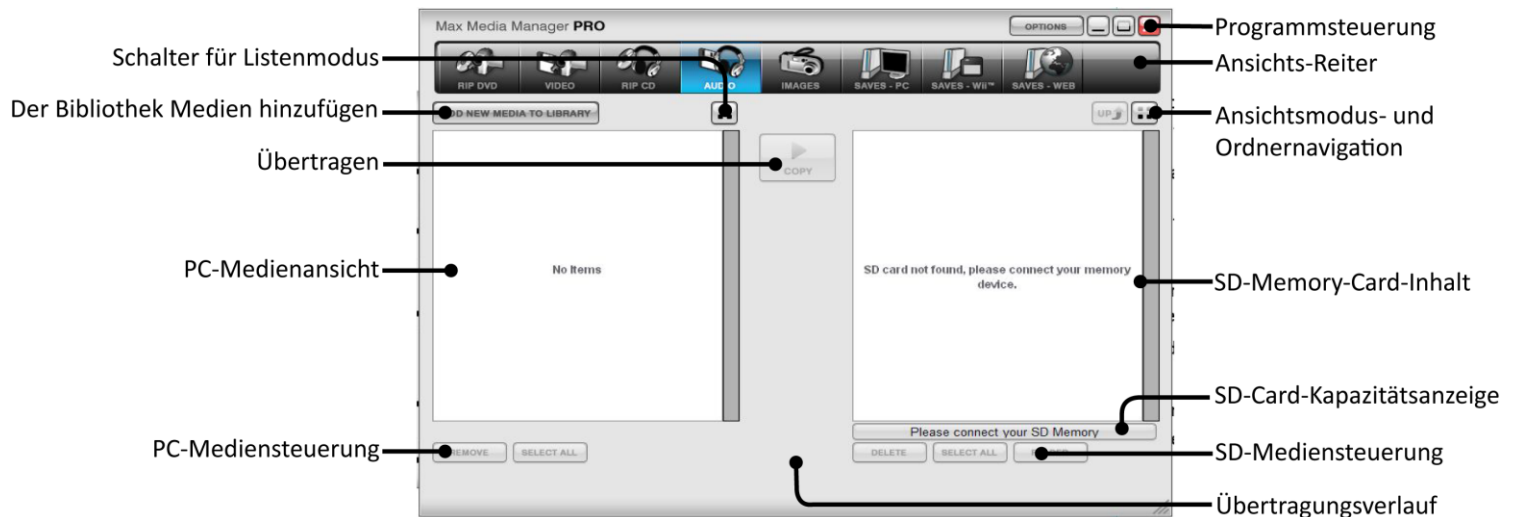 Max Media Manager PRO
OPTIONS
Programmsteuerung
Schalter für Listenmodus
RIP DVD
VIDEO
RIP CD
AUDIO
IMAGES
SAVES - PC
SAVES - Wii™
SAVES - WEB
Ansichts-Reiter
Der Bibliothek Medien hinzufügen
NEW MEDIA TO LIBRARY
UP
Ansichtsmodus- und
Ordnernavigation
Übertragen
COPY
PC-Medienansicht
No Items
SD card not found, please connect your memory
device.
SD-Memory-Card-Inhalt
SD-Card-Kapazitätsanzeige
Please connect your SD Memory
PC-Mediensteuerung
SELECT ALL
DELETE
SELECT ALL
SD-Mediensteuerung
Übertragungsverlauf